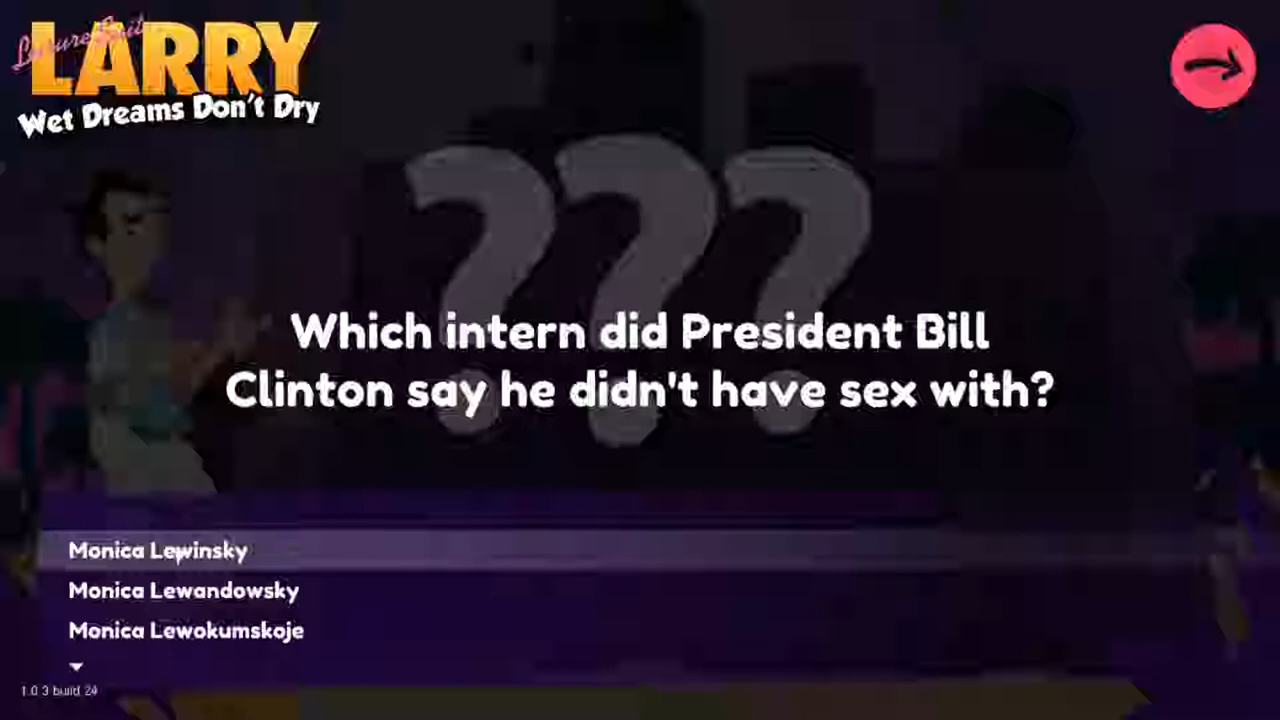 Leisure Suit
LARRY
Wet Dreams Don't Dry
???
Which intern did President Bill
Clinton say he didn't have sex with?
Monica Lewinsky
Monica Lewandowsky
Monica Lewokumskoje
1.0.3 build 24